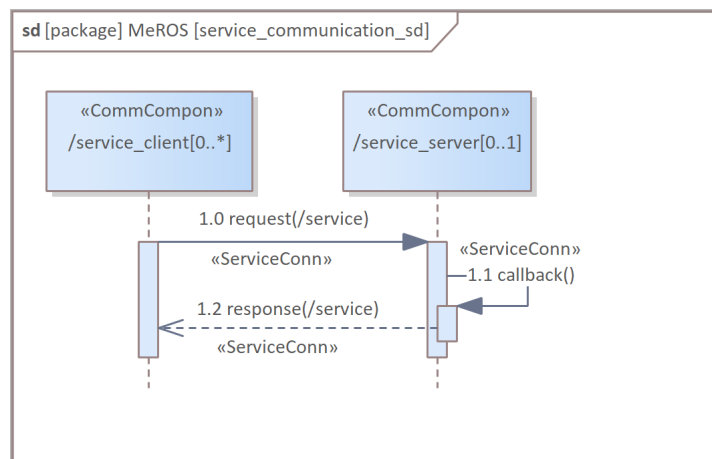 sd [package] MeROS [service_communication_sd]
«CommCompon»
/service_client[0..*]
«CommCompon»
/service_server[0..1]
1.0 request(/service)
«ServiceConn»
«ServiceConn»
1.1 callback()
1.2 response(/service)
«ServiceConn»